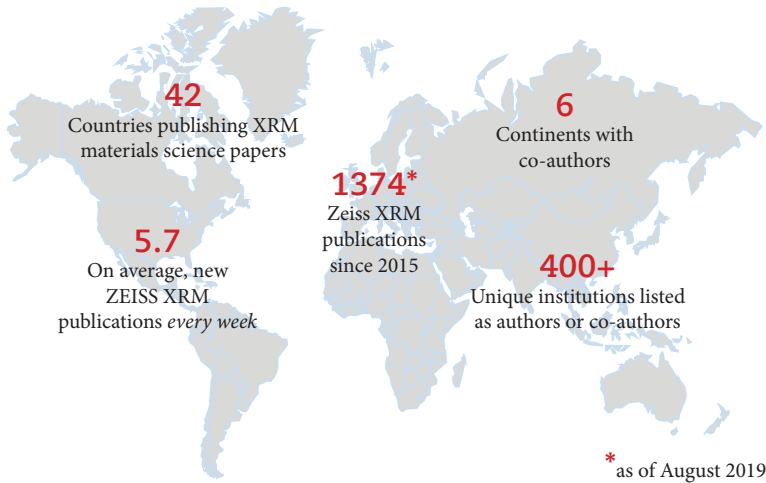 42
Countries publishing XRM
materials science papers
6
Continents with
co-authors
1374*
Zeiss XRM
publications
since 2015
5.7
On average, new
ZEISS XRM
publications every week
400+
Unique institutions listed
as authors or co-authors
*as of August 2019